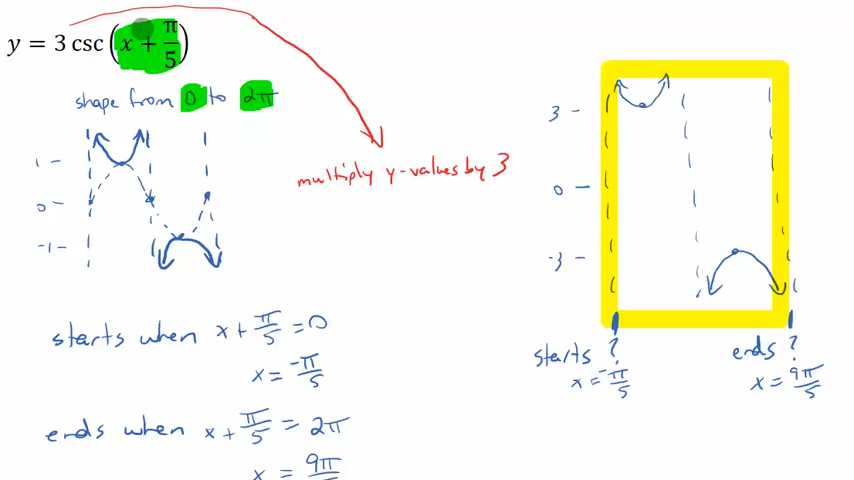 y = 3 csc (x + π/5)
shape from 0 to 2π
multiply y-values by 3
1
0
-1
3
0
-3
starts when x + π/5 = 0
x = -π/5
ends when x + π/5 = 2π
x = 9π/5
starts ?
x = -π/5
ends ?
x = 9π/5